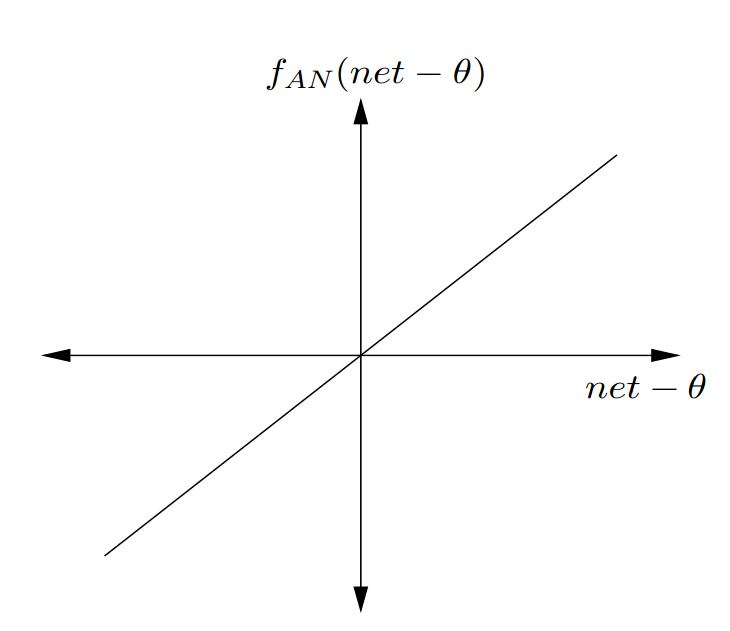 f_{AN}(net − θ)
net − θ